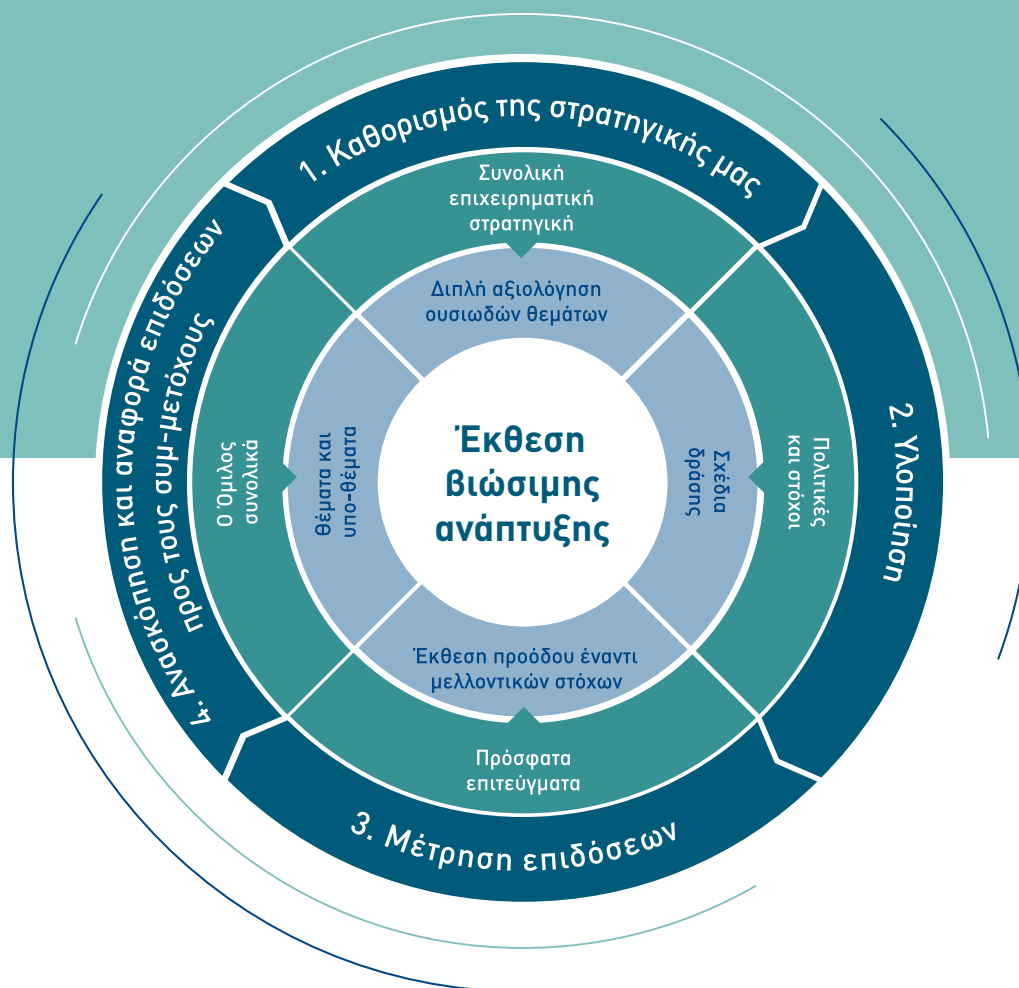 1. Καθορισμός της στρατηγικής μας
Συνολική
επιχειρηματική
στρατηγική
Διπλή αξιολόγηση
ουσιωδών θεμάτων
2. Υλοποίηση
Πολιτικές
και στόχοι
Σχέδια
δράσης
3. Μέτρηση επιδόσεων
Πρόσφατα
επιτεύγματα
Έκθεση προόδου έναντι
μελλοντικών στόχων
4. Ανασκόπηση και αναφορά επιδόσεων
προς τους συμ-μετόχους
Ο Όμιλος
συνολικά
Θέματα και
υπο-θέματα
Έκθεση
βιώσιμης
ανάπτυξης